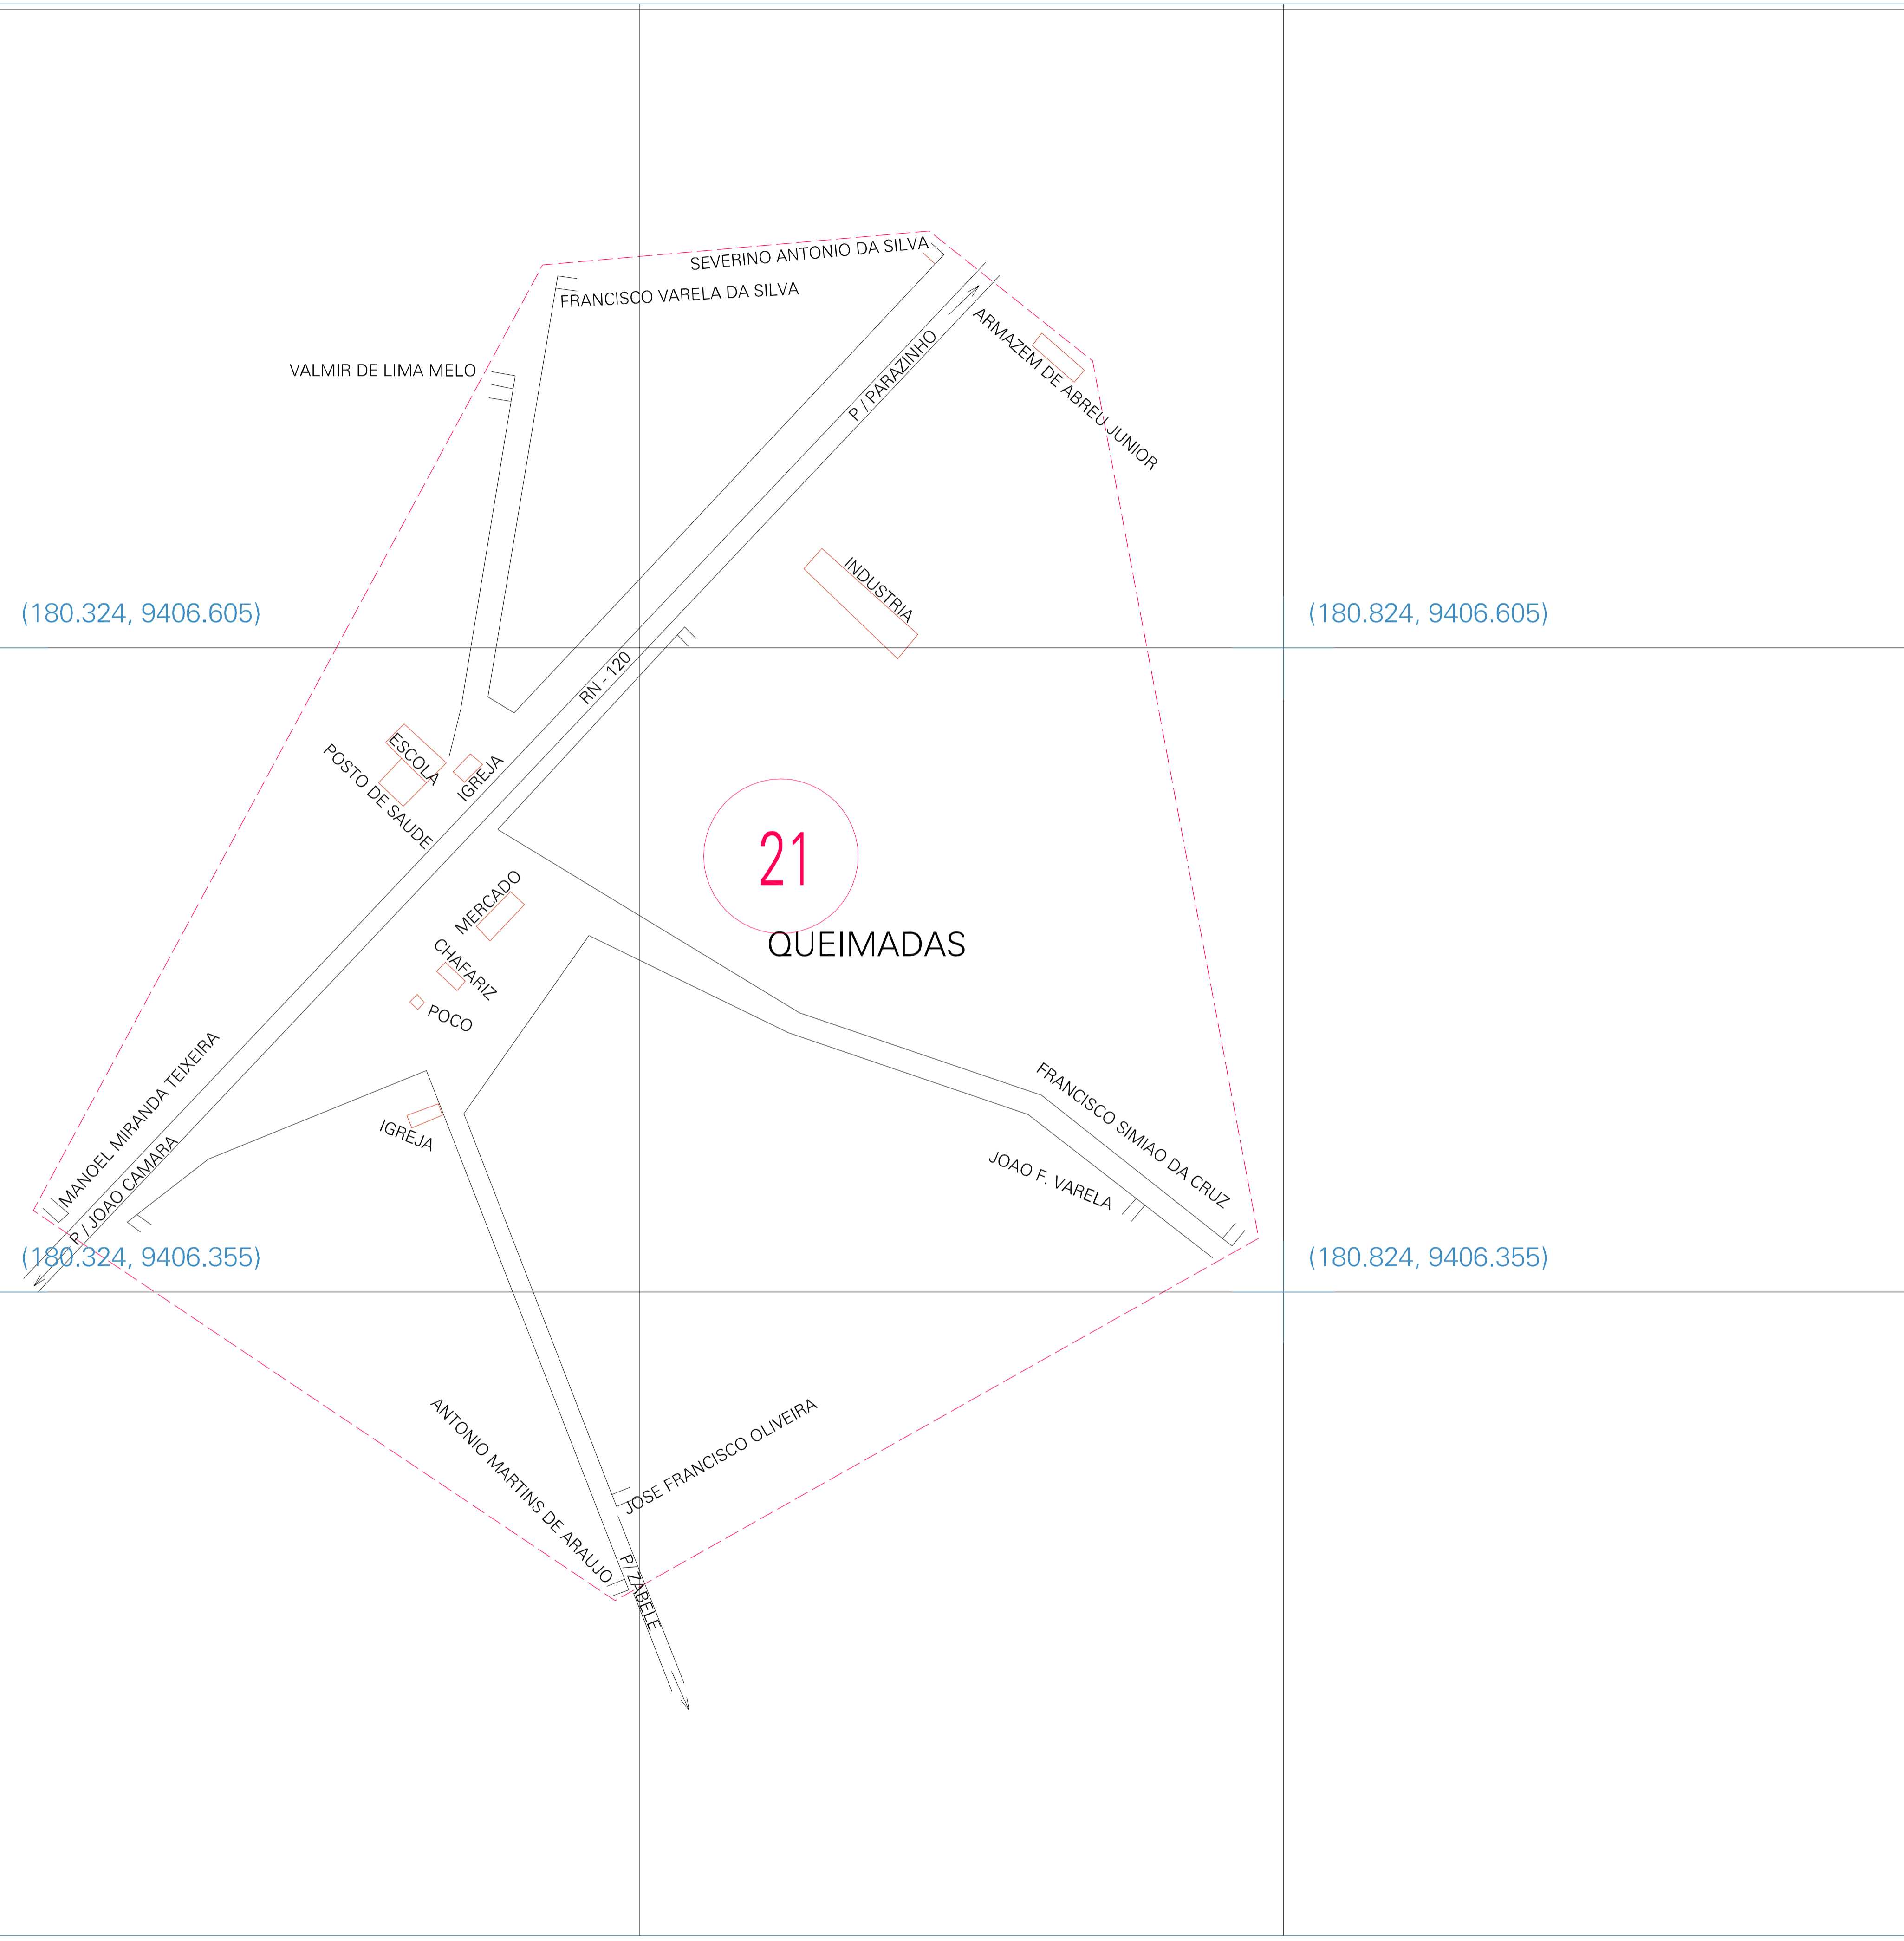 SEVERINO ANTONIO DA SILVA
FRANCISCO VARELA DA SILVA
VALMIR DE LIMA MELO
P / PARAZINHO
ARMAZEM DE ABREU JUNIOR
INDUSTRIA
(180.324, 9406.605)
(180.824, 9406.605)
RN - 120
ESCOLA
IGREJA
POSTO DE SAUDE
21
QUEIMADAS
MERCADO
CHAFARIZ
POCO
MANOEL MIRANDA TEIXEIRA
P / JOAO CAMARA
IGREJA
FRANCISCO SIMIAO DA CRUZ
JOAO F. VARELA
(180.324, 9406.355)
(180.824, 9406.355)
ANTONIO MARTINS DE ARAUJO
JOSE FRANCISCO OLIVEIRA
P/ ZABELE